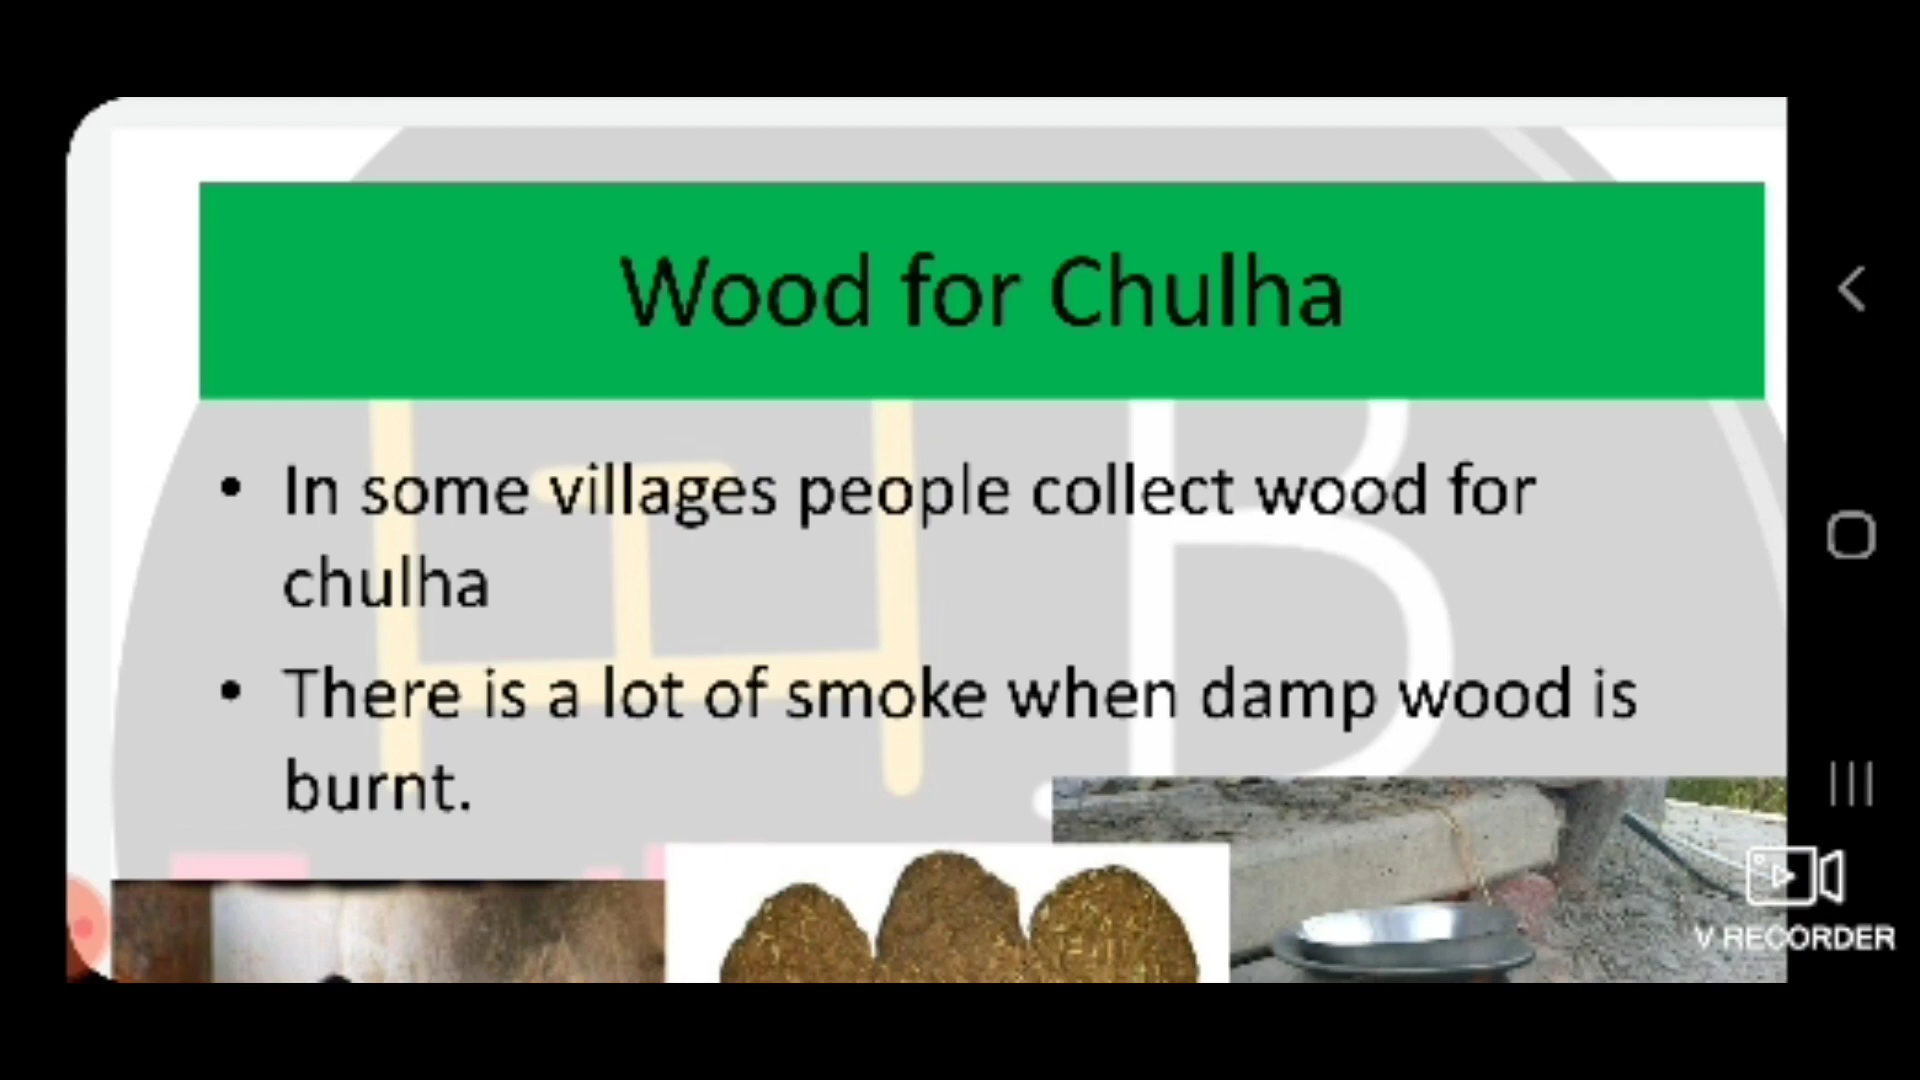 Wood for Chulha
• In some villages people collect wood for
chulha
• There is a lot of smoke when damp wood is
burnt.
V RECORDER